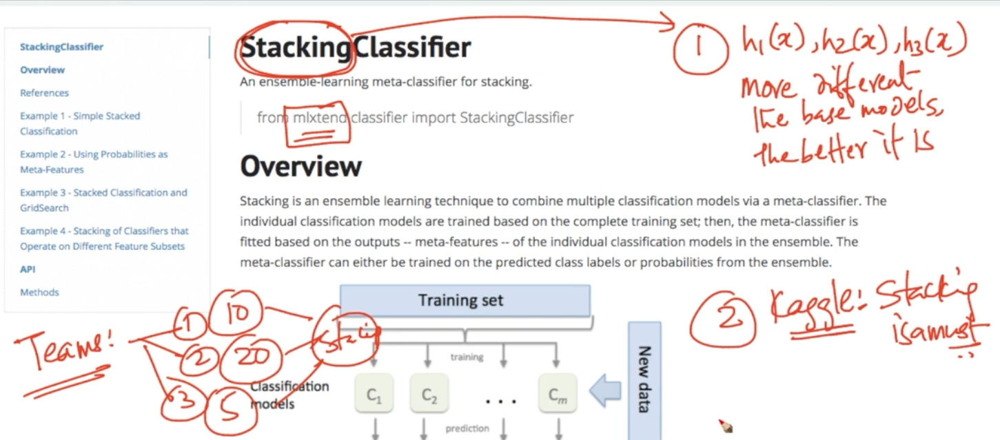 StackingClassifier
Overview
References
Example 1 - Simple Stacked
Classification
Example 2 - Using Probabilities as
Meta-Features
Example 3 - Stacked Classification and
GridSearch
Example 4 - Stacking of Classifiers that
Operate on Different Feature Subsets
API
Methods
StackingClassifier
An ensemble-learning meta-classifier for stacking.
from mlxtend.classifier import StackingClassifier
Overview
Stacking is an ensemble learning technique to combine multiple classification models via a meta-classifier. The
individual classification models are trained based on the complete training set; then, the meta-classifier is
fitted based on the outputs -- meta-features -- of the individual classification models in the ensemble. The
meta-classifier can either be trained on the predicted class labels or probabilities from the ensemble.
1 h₁(x), h₂(x), h₃(x)
more different
the base models,
the better it is
2 Kaggle: Stacking
is a must
Teams!
1 10
2 20
3 5
Training set
training
Classification
models
C₁ C₂ . . . Cₘ
New data
prediction